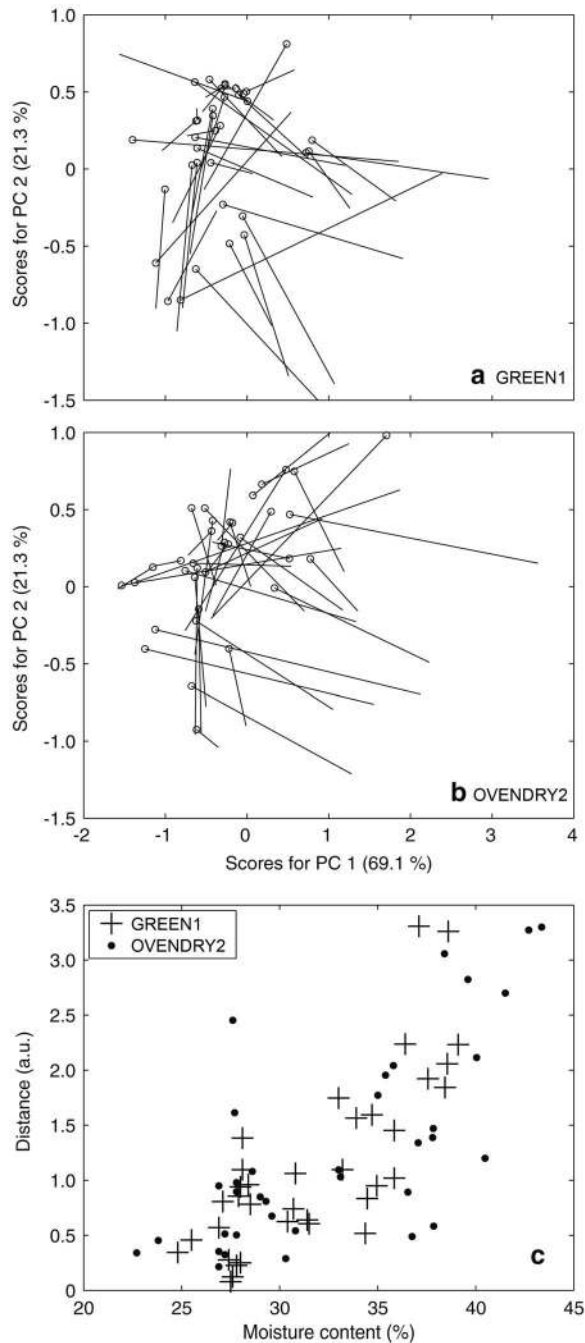 1.0
0.5
0
-0.5
-1.0
-1.5
Scores for PC 2 (21.3 %)
a GREEN1
1.0
0.5
0
-0.5
-1.0
-1.5
Scores for PC 2 (21.3 %)
b OVENDRY2
-2 -1 0 1 2 3 4
Scores for PC 1 (69.1 %)
3.5
3.0
2.5
2.0
1.5
1.0
0.5
0
Distance (a.u.)
GREEN1
OVENDRY2
c
20 25 30 35 40 45
Moisture content (%)